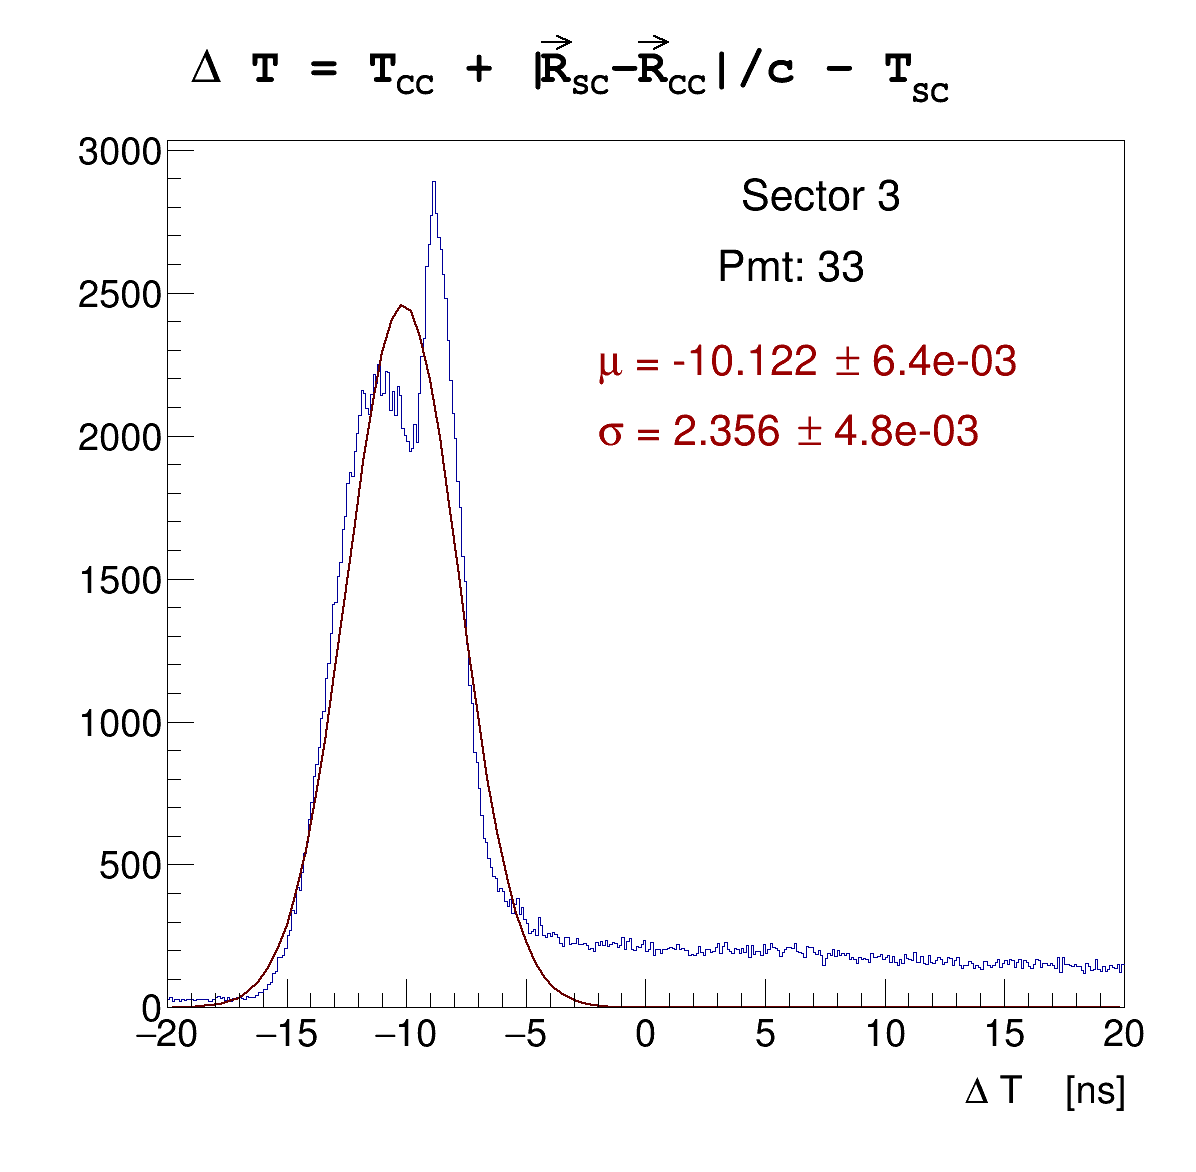 Δ T = T_CC + |R_SC−R_CC|/c − T_SC
3000
Sector 3
Pmt: 33
2500
μ = -10.122 ± 6.4e-03
σ = 2.356 ± 4.8e-03
2000
1500
1000
500
0
−20 −15 −10 −5 0 5 10 15 20
Δ T [ns]